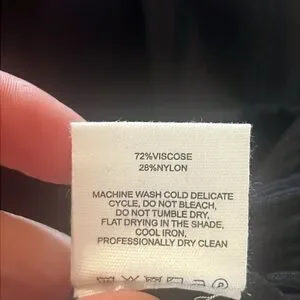 72%VISCOSE
28%NYLON
MACHINE WASH COLD DELICATE
CYCLE, DO NOT BLEACH,
DO NOT TUMBLE DRY,
FLAT DRYING IN THE SHADE,
COOL IRON,
PROFESSIONALLY DRY CLEAN